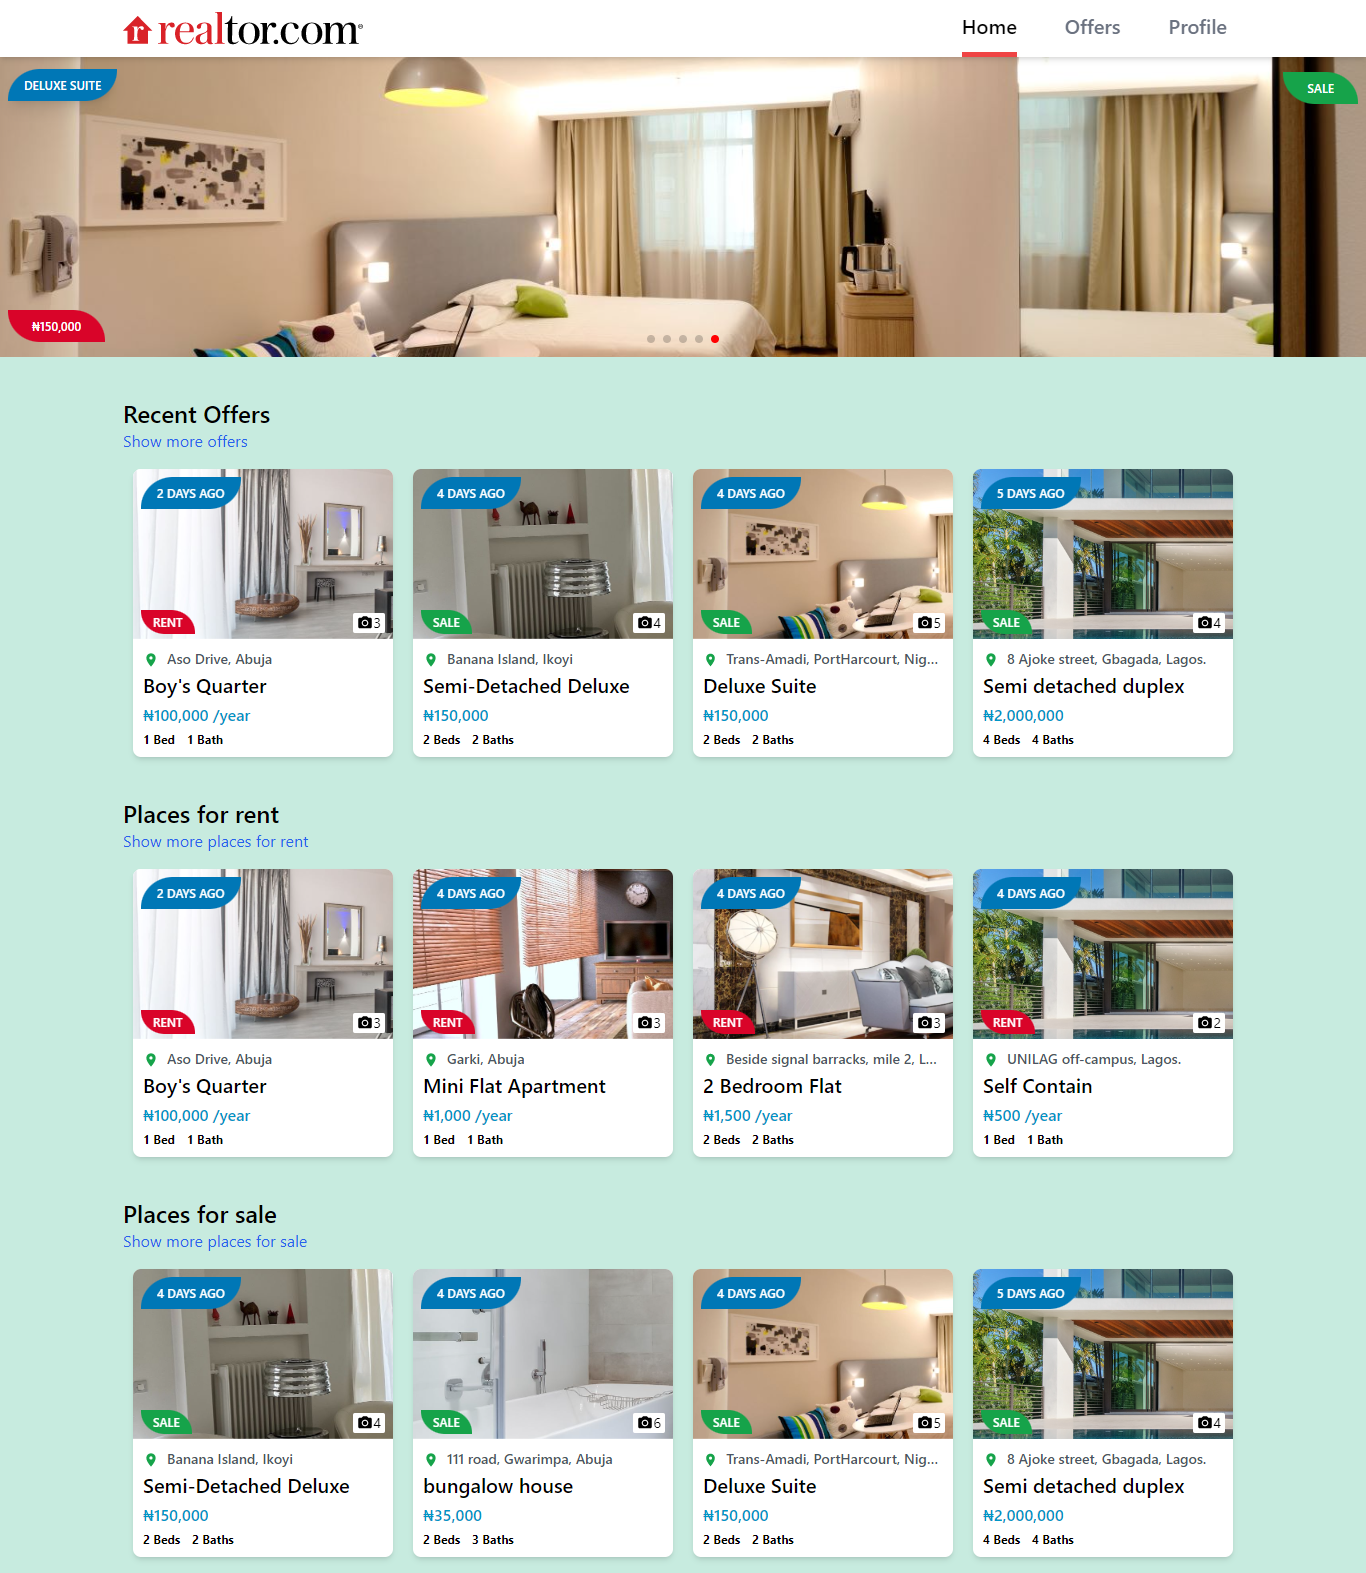 realtor.com®
Home Offers Profile
DELUXE SUITE
SALE
₦150,000
Recent Offers
Show more offers
2 DAYS AGO
RENT
3
Aso Drive, Abuja
Boy's Quarter
₦100,000 /year
1 Bed 1 Bath
4 DAYS AGO
SALE
4
Banana Island, Ikoyi
Semi-Detached Deluxe
₦150,000
2 Beds 2 Baths
4 DAYS AGO
SALE
5
Trans-Amadi, PortHarcourt, Nig...
Deluxe Suite
₦150,000
2 Beds 2 Baths
5 DAYS AGO
SALE
4
8 Ajoke street, Gbagada, Lagos.
Semi detached duplex
₦2,000,000
4 Beds 4 Baths
Places for rent
Show more places for rent
2 DAYS AGO
RENT
3
Aso Drive, Abuja
Boy's Quarter
₦100,000 /year
1 Bed 1 Bath
4 DAYS AGO
RENT
3
Garki, Abuja
Mini Flat Apartment
₦1,000 /year
1 Bed 1 Bath
4 DAYS AGO
RENT
3
Beside signal barracks, mile 2, L...
2 Bedroom Flat
₦1,500 /year
2 Beds 2 Baths
4 DAYS AGO
RENT
2
UNILAG off-campus, Lagos.
Self Contain
₦500 /year
1 Bed 1 Bath
Places for sale
Show more places for sale
4 DAYS AGO
SALE
4
Banana Island, Ikoyi
Semi-Detached Deluxe
₦150,000
2 Beds 2 Baths
4 DAYS AGO
SALE
6
111 road, Gwarimpa, Abuja
bungalow house
₦35,000
2 Beds 3 Baths
4 DAYS AGO
SALE
5
Trans-Amadi, PortHarcourt, Nig...
Deluxe Suite
₦150,000
2 Beds 2 Baths
5 DAYS AGO
SALE
4
8 Ajoke street, Gbagada, Lagos.
Semi detached duplex
₦2,000,000
4 Beds 4 Baths